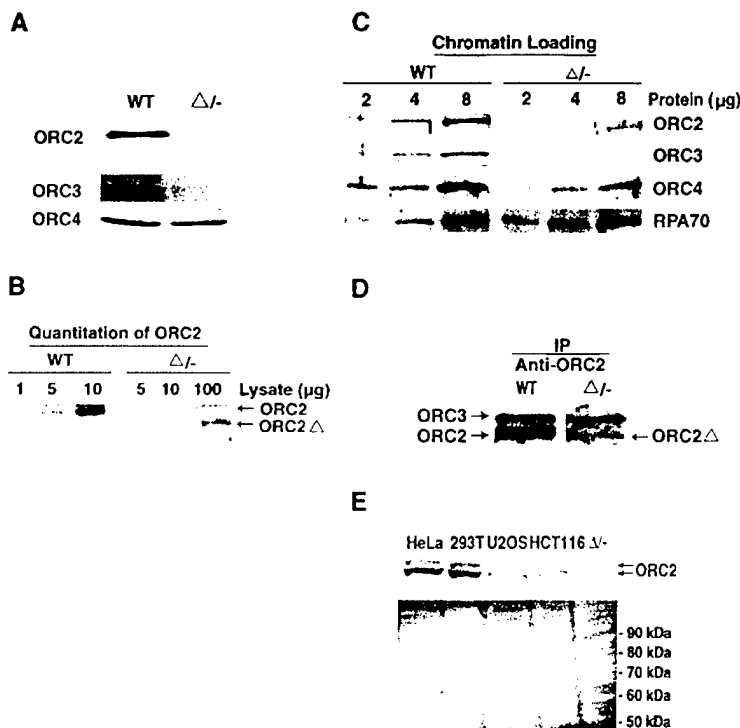 A
WT △/-
ORC2
ORC3
ORC4
B
Quantitation of ORC2
WT △/-
1 5 10 5 10 100 Lysate (µg)
← ORC2
← ORC2 △
C
Chromatin Loading
WT △/-
2 4 8 2 4 8 Protein (µg)
ORC2
ORC3
ORC4
RPA70
D
IP
Anti-ORC2
WT △/-
ORC3 →
ORC2 → ← ORC2 △
E
HeLa 293T U2OS HCT116 △/-
ORC2
- 90 kDa
- 80 kDa
- 70 kDa
- 60 kDa
- 50 kDa